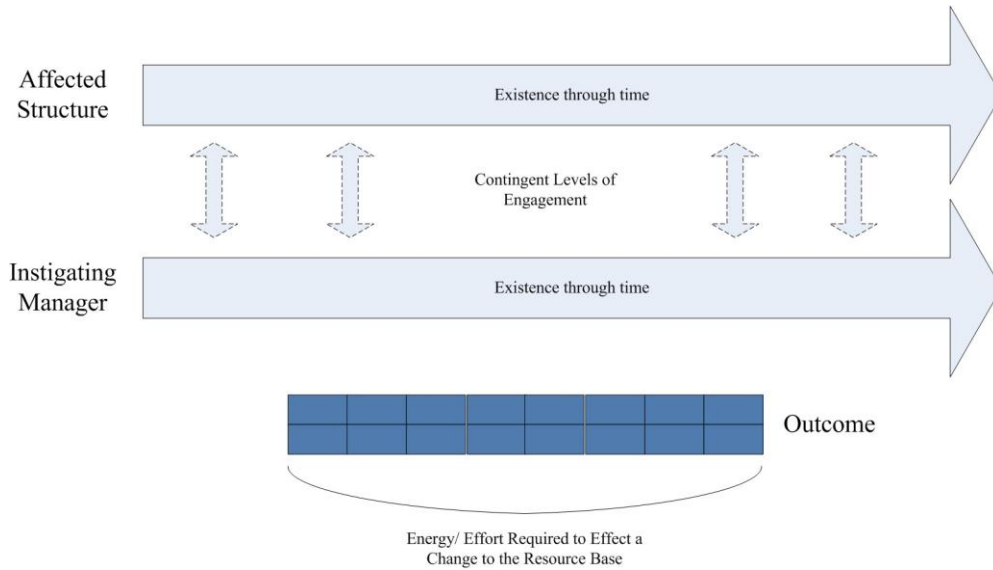 Affected
Structure
Existence through time
Contingent Levels of
Engagement
Instigating
Manager
Existence through time
Outcome
Energy/ Effort Required to Effect a
Change to the Resource Base